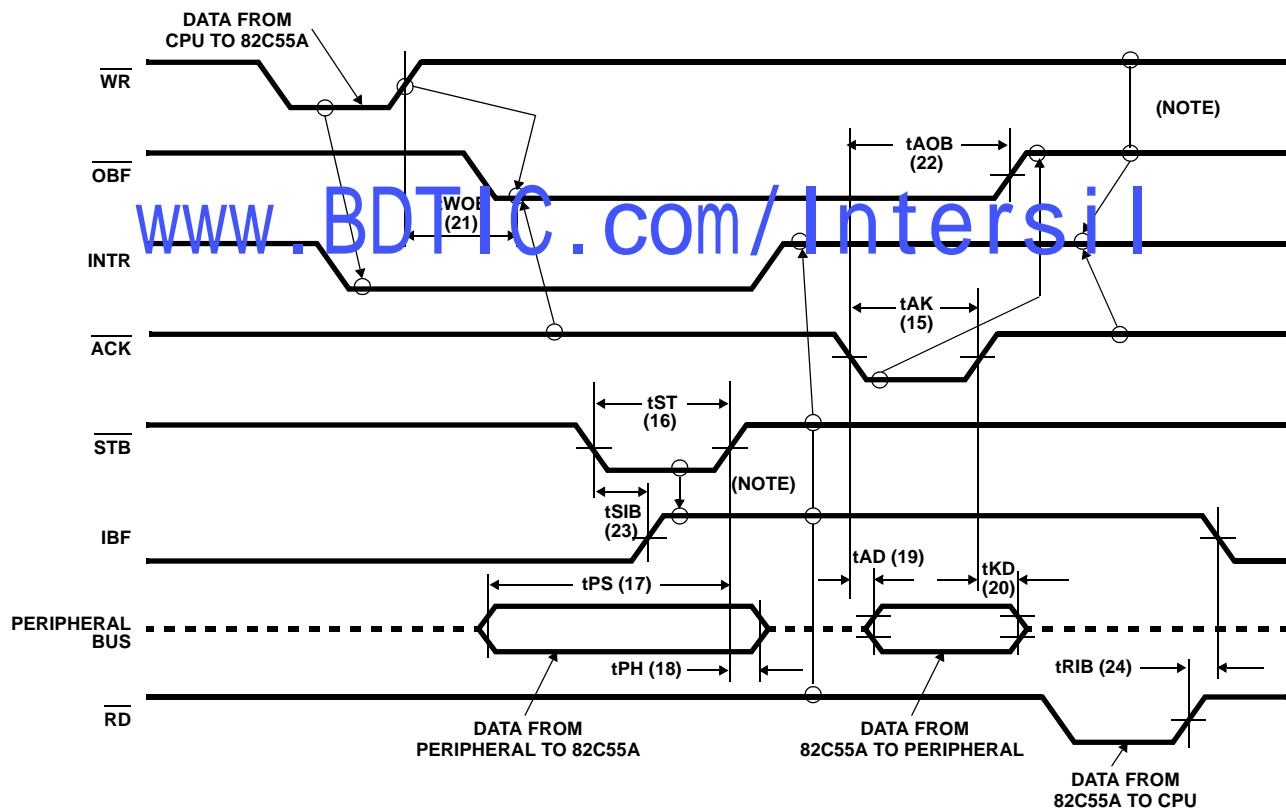 DATA FROM
CPU TO 82C55A
WR
(NOTE)
tAOB
(22)
OBF
tWOB
(21)
www.BDTIC.com/Intersil
INTR
tAK
(15)
ACK
tST
(16)
STB
(NOTE)
tSIB
(23)
IBF
tAD (19)
tKD
(20)
tPS (17)
PERIPHERAL
BUS
tPH (18)
tRIB (24)
RD
DATA FROM
PERIPHERAL TO 82C55A
DATA FROM
82C55A TO PERIPHERAL
DATA FROM
82C55A TO CPU